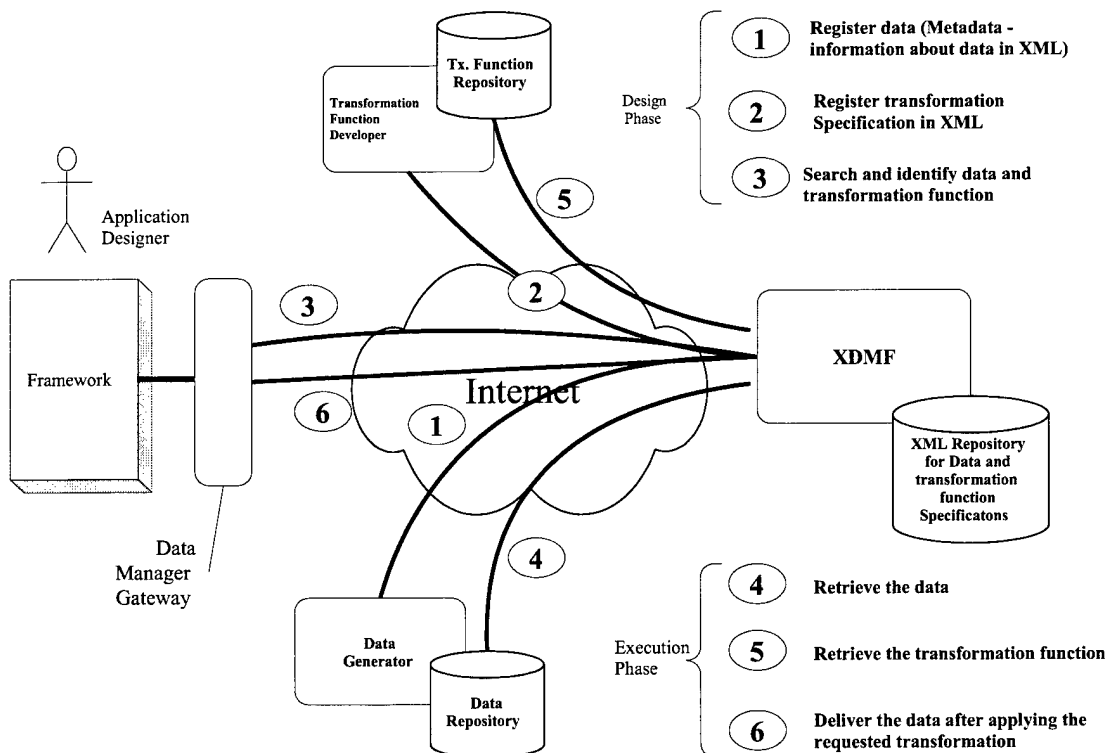 Tx. Function
Repository
Transformation
Function
Developer
Design
Phase
1
Register data (Metadata -
information about data in XML)
2
Register transformation
Specification in XML
3
Search and identify data and
transformation function
Application
Designer
5
2
3
Framework
6
Internet
1
XDMF
XML Repository
for Data and
transformation
function
Specificatons
Data
Manager
Gateway
4
Data
Generator
Data
Repository
Execution
Phase
4
Retrieve the data
5
Retrieve the transformation function
6
Deliver the data after applying the
requested transformation